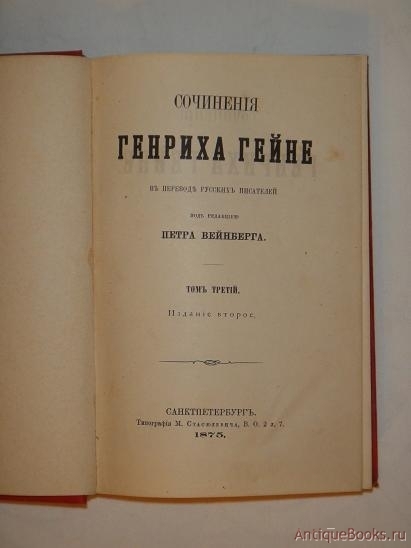 СОЧИНЕНІЯ
ГЕНРИХА ГЕЙНЕ
ВЪ ПЕРЕВОДѢ РУССКИХЪ ПИСАТЕЛЕЙ
ПОДЪ РЕДАКЦІЕЮ
ПЕТРА ВЕЙНБЕРГА.
ТОМЪ ТРЕТІЙ.
Изданіе второе.
САНКТПЕТЕРБУРГЪ.
Типографія М. Стасюлевича, В. О. 2 л., 7.
1875.
AntiqueBooks.ru